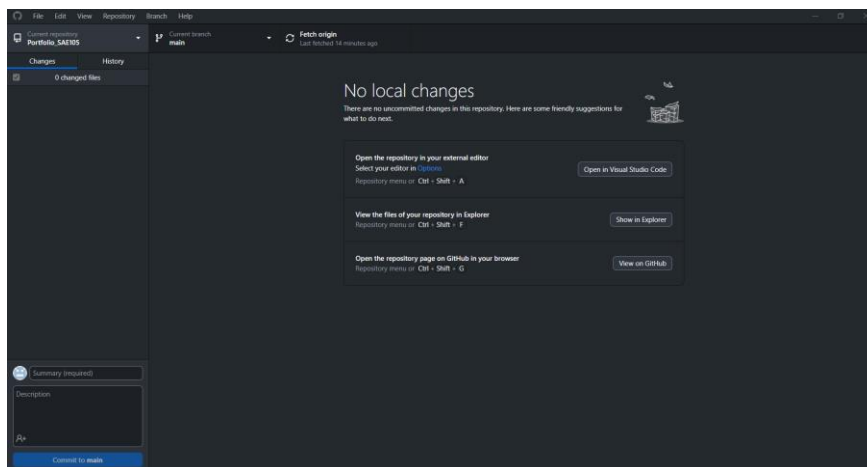 File Edit View Repository Branch Help
Current repository
Portfolio_SAE105
Current branch
main
Fetch origin
Last fetched 14 minutes ago
Changes History
0 changed files
No local changes
There are no uncommitted changes in this repository. Here are some friendly suggestions for
what to do next.
Open the repository in your external editor
Select your editor in Options
Repository menu or Ctrl + Shift + A
Open in Visual Studio Code
View the files of your repository in Explorer
Repository menu or Ctrl + Shift + F
Show in Explorer
Open the repository page on GitHub in your browser
Repository menu or Ctrl + Shift + G
View on GitHub
Summary (required)
Description
Commit to main